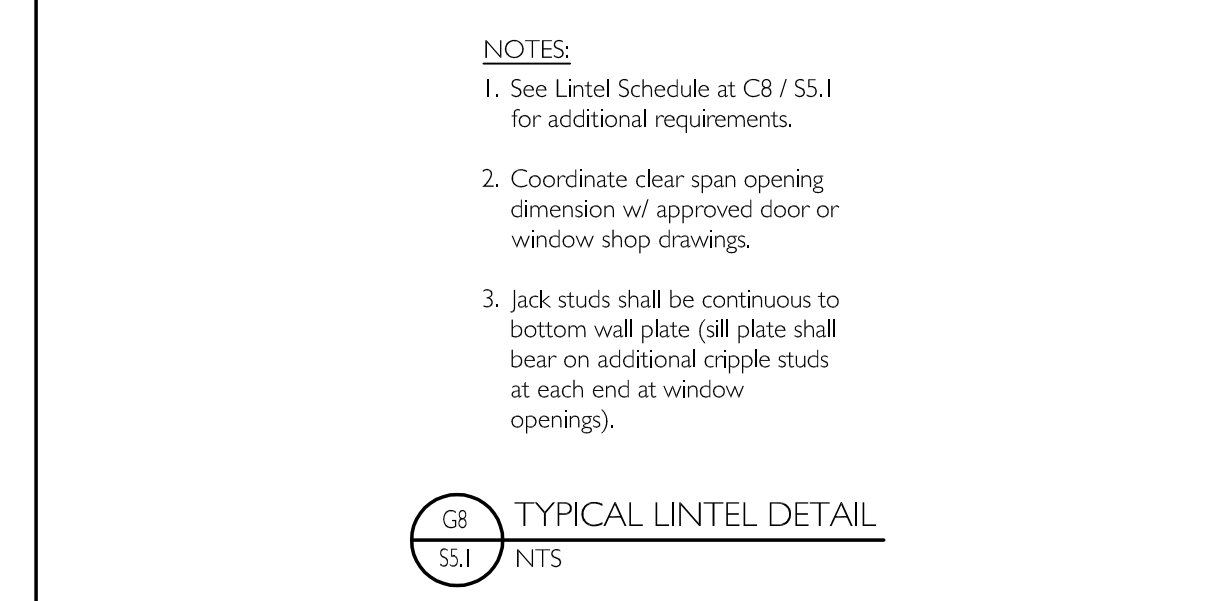 NOTES:
1. See Lintel Schedule at C8 / S5.1
for additional requirements.
2. Coordinate clear span opening
dimension w/ approved door or
window shop drawings.
3. Jack studs shall be continuous to
bottom wall plate (sill plate shall
bear on additional cripple studs
at each end at window
openings).
G8
TYPICAL LINTEL DETAIL
S5.1
NTS